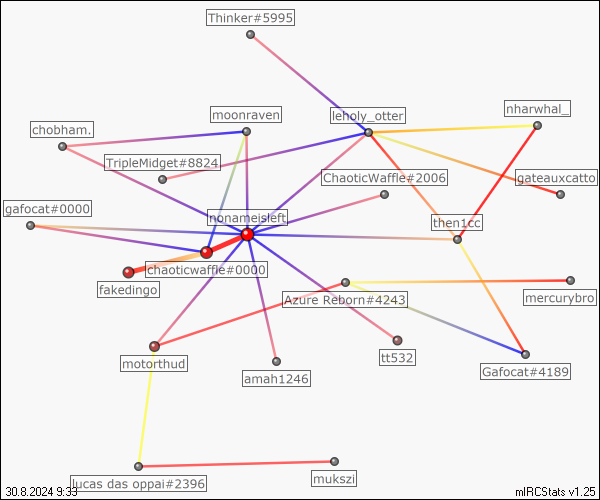 Thinker#5995
nharwhal_
moonraven
leholy_otter
chobham.
TripleMidget#8824
ChaoticWaffle#2006
gateauxcatto
gafocat#0000
nonameisleft
then1cc
chaoticwaffle#0000
fakedingo
Azure Reborn#4243
mercurybro
motorthud
tt532
Gafocat#4189
amah1246
mukszi
lucas das oppai#2396
30.8.2024 9:33
mIRCStats v1.25